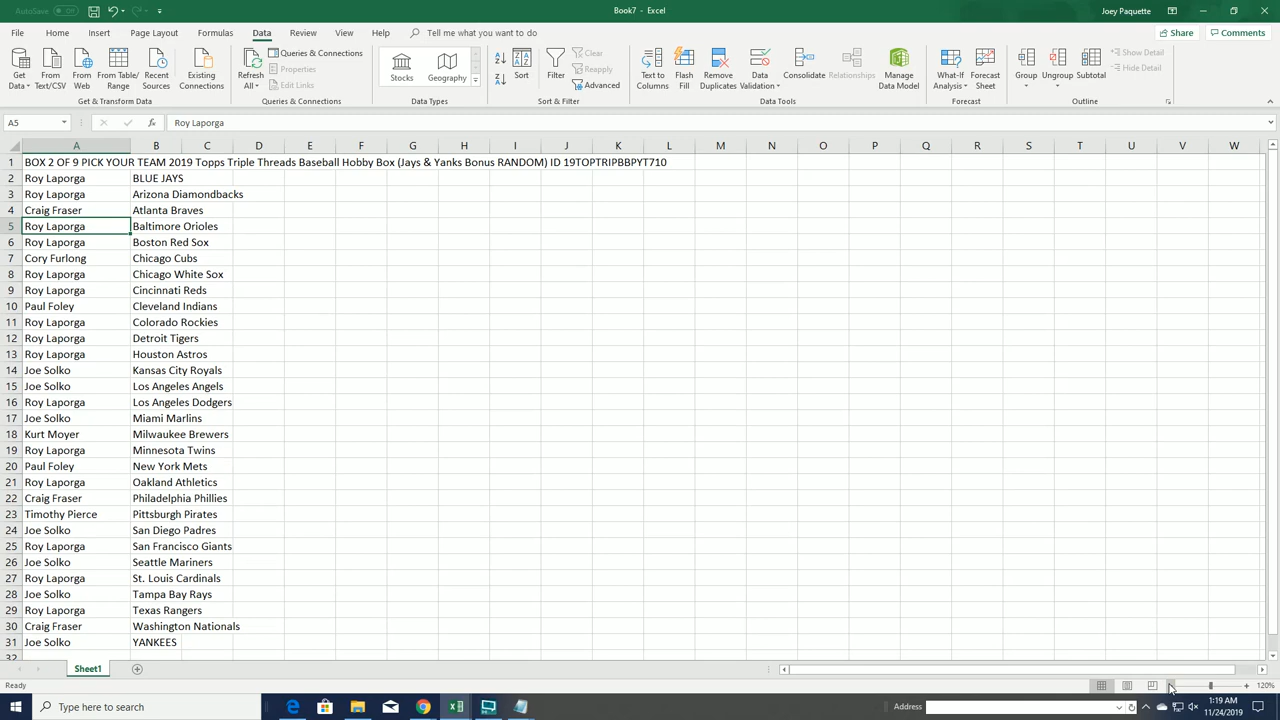 AutoSave Off
Book7 - Excel
Joey Paquette
File Home Insert Page Layout Formulas Data Review View Help Tell me what you want to do
Share Comments
Get Data
From Text/CSV
From Web
From Table/ Range
Recent Sources
Existing Connections
Get & Transform Data
Refresh All
Queries & Connections
Properties
Edit Links
Queries & Connections
Stocks
Geography
Data Types
Sort
Filter
Clear
Reapply
Advanced
Sort & Filter
Text to Columns
Flash Fill
Remove Duplicates
Data Validation
Consolidate
Relationships
Manage Data Model
Data Tools
What-If Analysis
Forecast Sheet
Forecast
Group
Ungroup
Subtotal
Show Detail
Hide Detail
Outline
A5 fx Roy Laporga
A B C D E F G H I J K L M N O P Q R S T U V W
1 BOX 2 OF 9 PICK YOUR TEAM 2019 Topps Triple Threads Baseball Hobby Box (Jays & Yanks Bonus RANDOM) ID 19TOPTRIPBBPYT710
2 Roy Laporga BLUE JAYS
3 Roy Laporga Arizona Diamondbacks
4 Craig Fraser Atlanta Braves
5 Roy Laporga Baltimore Orioles
6 Roy Laporga Boston Red Sox
7 Cory Furlong Chicago Cubs
8 Roy Laporga Chicago White Sox
9 Roy Laporga Cincinnati Reds
10 Paul Foley Cleveland Indians
11 Roy Laporga Colorado Rockies
12 Roy Laporga Detroit Tigers
13 Roy Laporga Houston Astros
14 Joe Solko Kansas City Royals
15 Joe Solko Los Angeles Angels
16 Roy Laporga Los Angeles Dodgers
17 Joe Solko Miami Marlins
18 Kurt Moyer Milwaukee Brewers
19 Roy Laporga Minnesota Twins
20 Paul Foley New York Mets
21 Roy Laporga Oakland Athletics
22 Craig Fraser Philadelphia Phillies
23 Timothy Pierce Pittsburgh Pirates
24 Joe Solko San Diego Padres
25 Roy Laporga San Francisco Giants
26 Joe Solko Seattle Mariners
27 Roy Laporga St. Louis Cardinals
28 Joe Solko Tampa Bay Rays
29 Roy Laporga Texas Rangers
30 Craig Fraser Washington Nationals
31 Joe Solko YANKEES
32
Sheet1
Ready
120%
Type here to search
Address
1:19 AM
11/24/2019